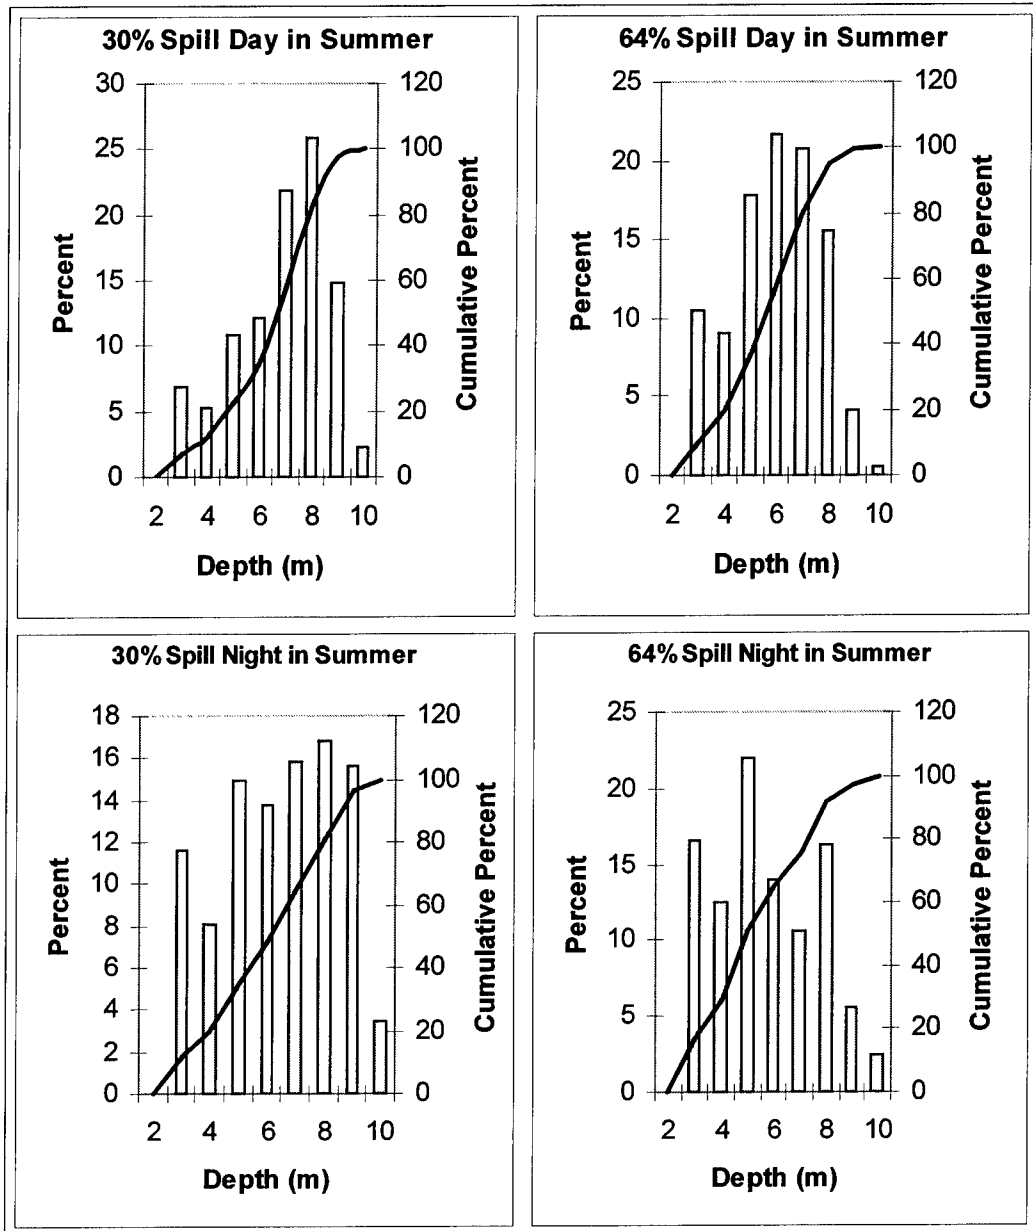 30% Spill Day in Summer
30
25
20
15
10
5
0
120
100
80
60
40
20
0
Percent
Cumulative Percent
2 4 6 8 10
Depth (m)
64% Spill Day in Summer
25
20
15
10
5
0
120
100
80
60
40
20
0
Percent
Cumulative Percent
2 4 6 8 10
Depth (m)
30% Spill Night in Summer
18
16
14
12
10
8
6
4
2
0
120
100
80
60
40
20
0
Percent
Cumulative Percent
2 4 6 8 10
Depth (m)
64% Spill Night in Summer
25
20
15
10
5
0
120
100
80
60
40
20
0
Percent
Cumulative Percent
2 4 6 8 10
Depth (m)